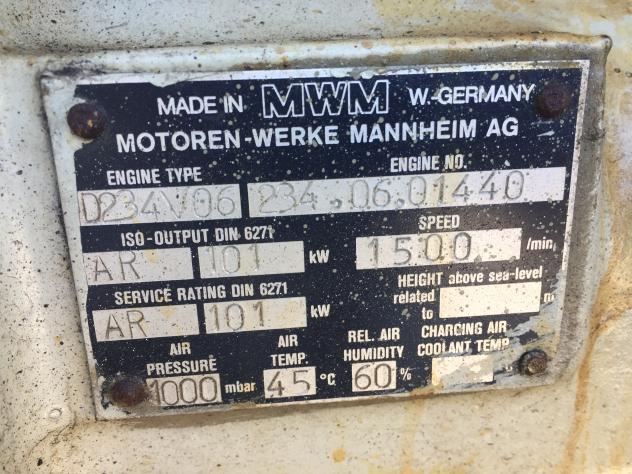 MADE IN MWM W.-GERMANY
MOTOREN-WERKE MANNHEIM AG
ENGINE TYPE ENGINE NO.
D234V06 234.06.01440
ISO-OUTPUT DIN 6271 SPEED
AR 101 kW 1500 /min
SERVICE RATING DIN 6271 HEIGHT above sea-level
AR 101 kW related to m
AIR PRESSURE AIR TEMP. REL. AIR HUMIDITY CHARGING AIR COOLANT TEMP.
1000 mbar 45 °C 60 %